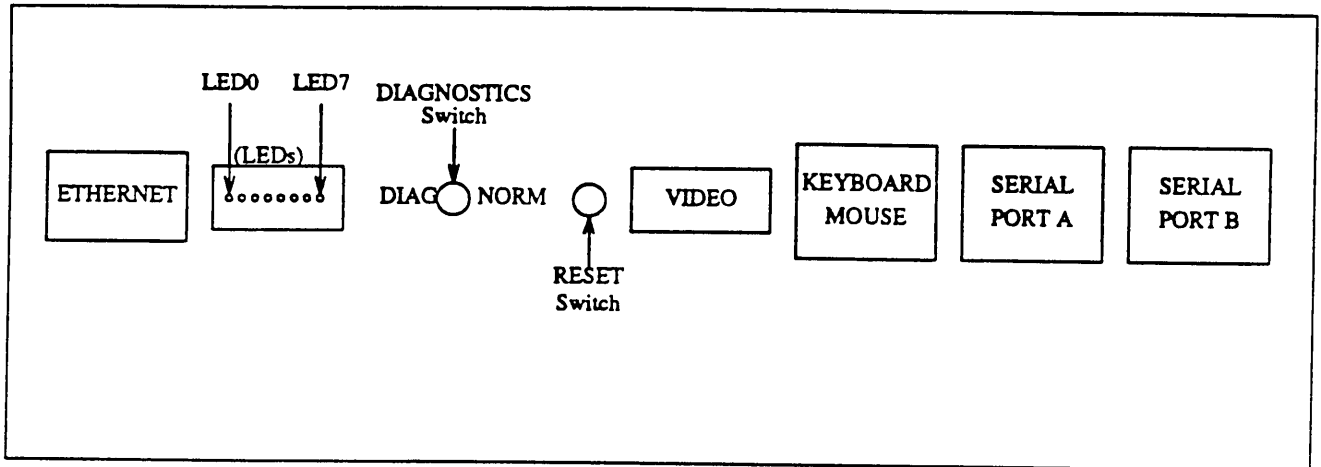 LED0
LED7
DIAGNOSTICS
Switch
(LEDs)
ETHERNET
DIAG
NORM
RESET
Switch
VIDEO
KEYBOARD
MOUSE
SERIAL
PORT A
SERIAL
PORT B